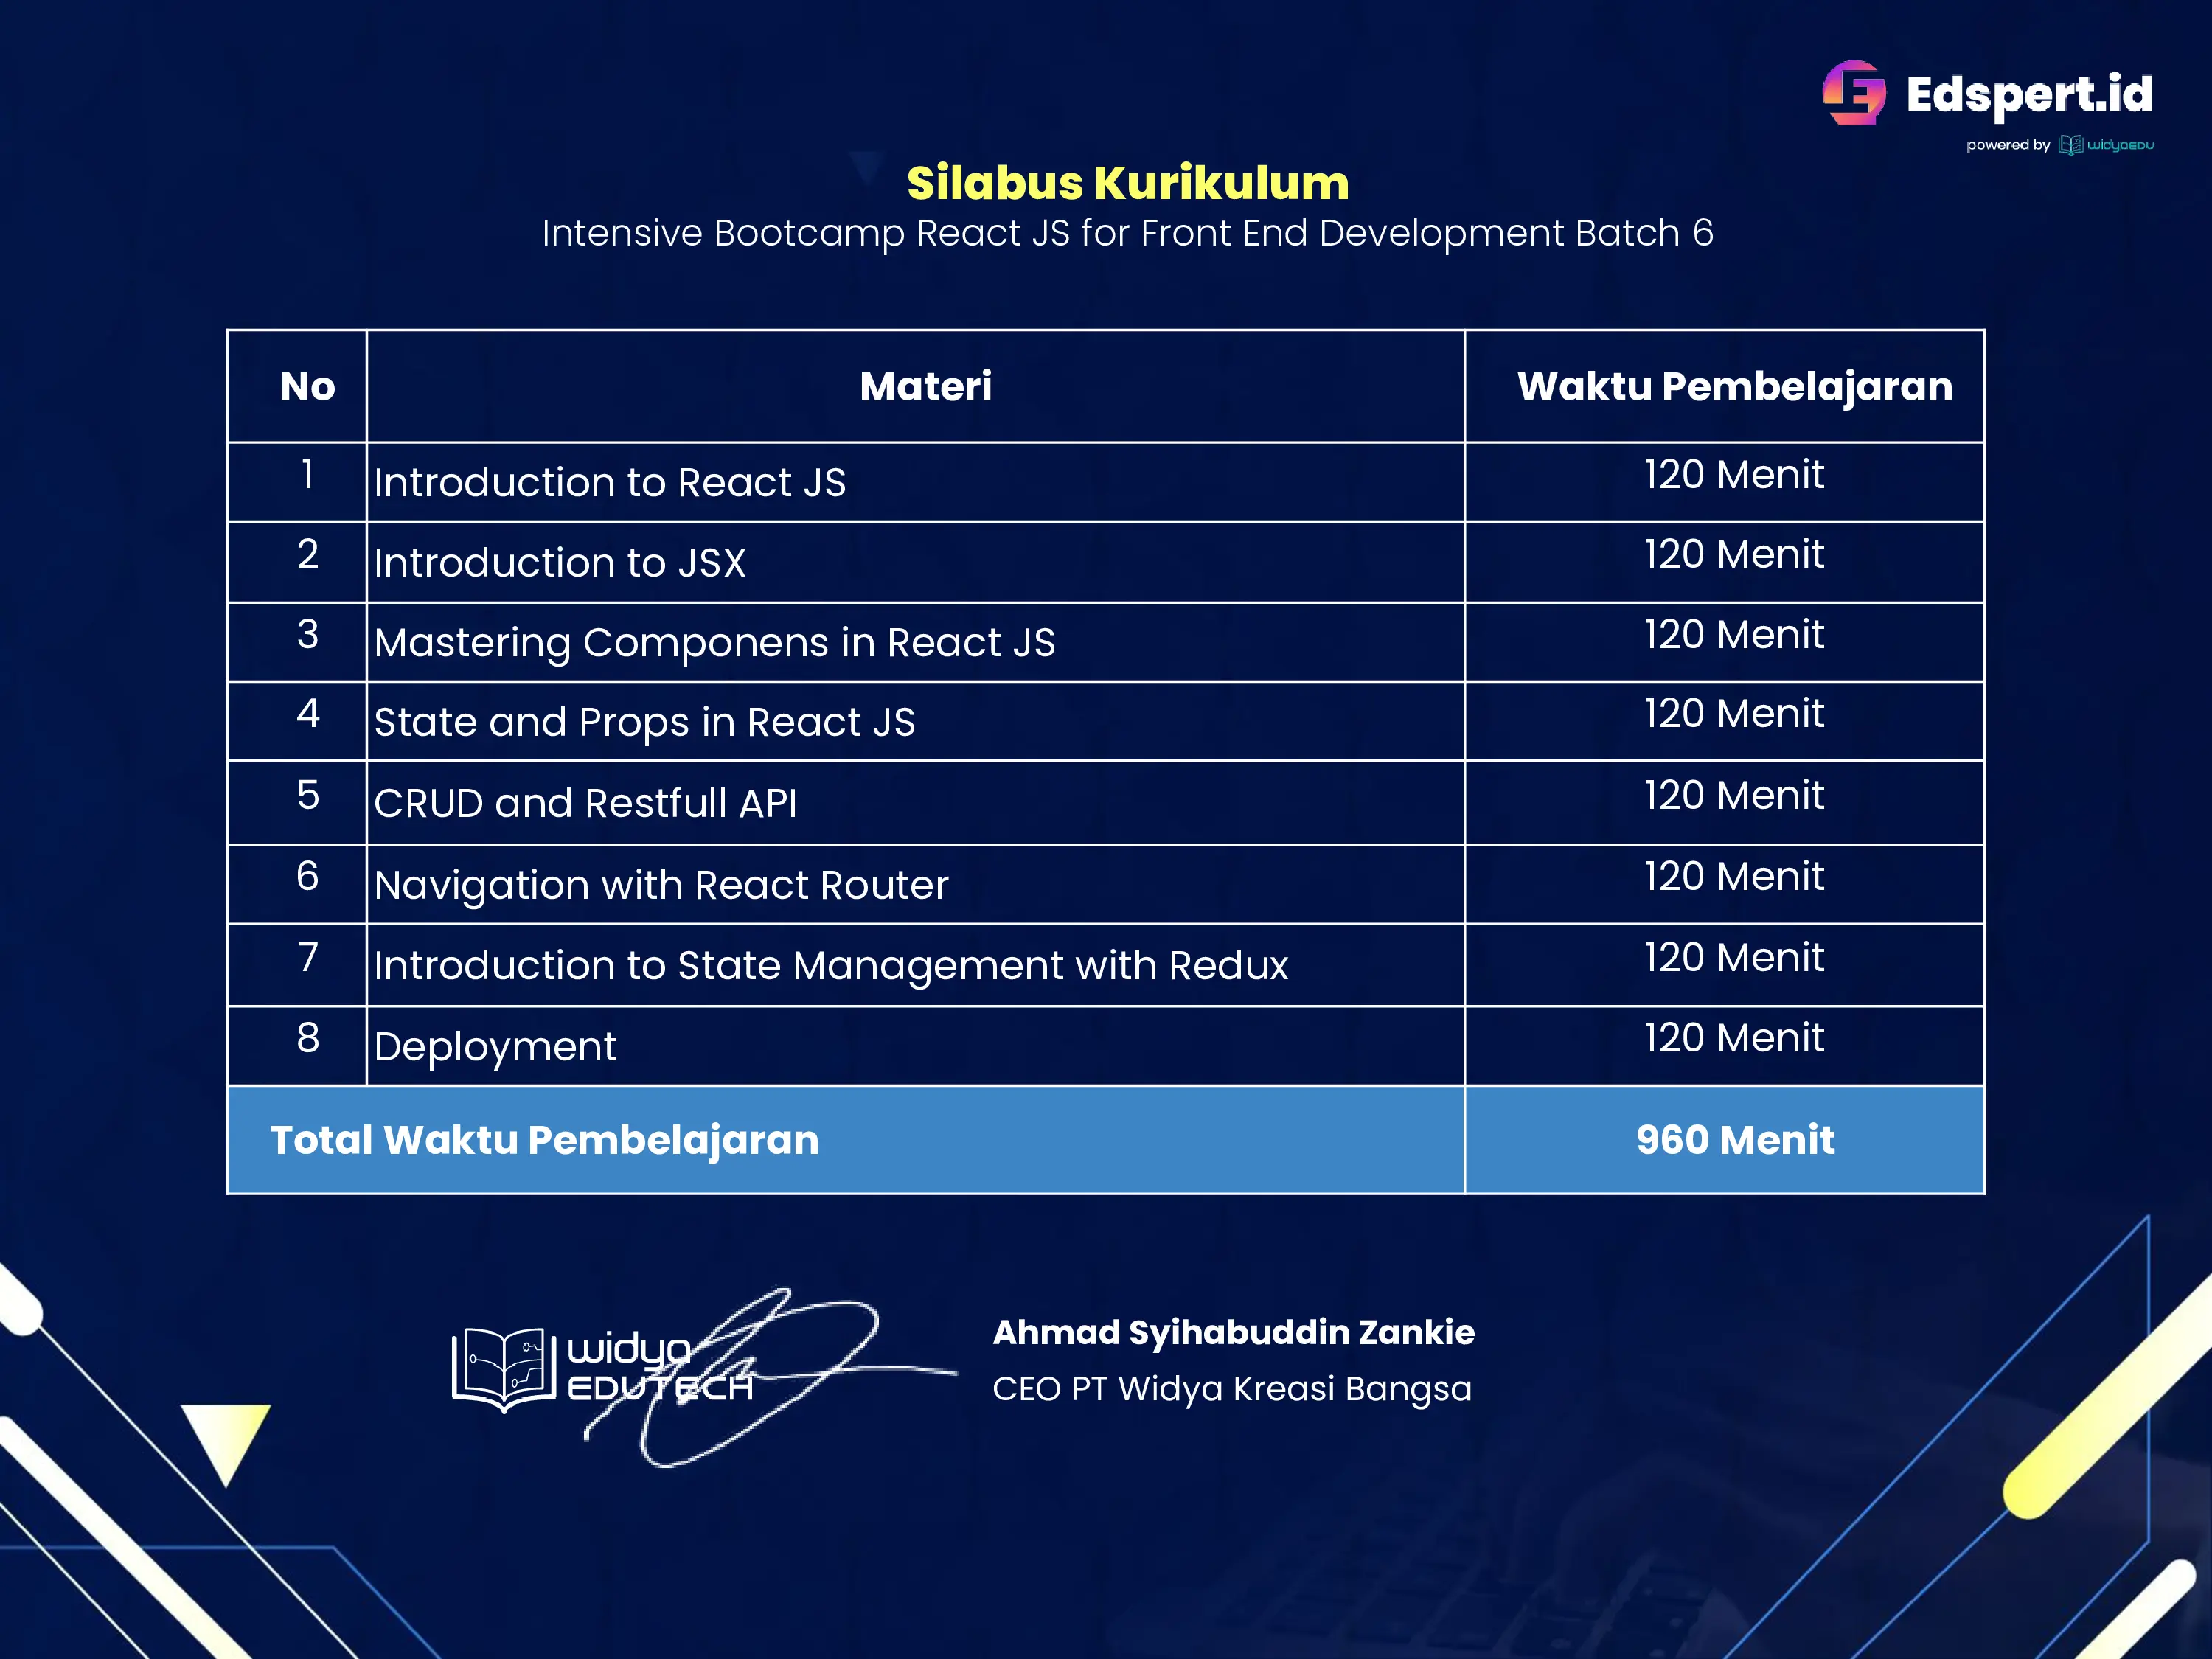 Edspert.id
powered by widyaEDU
Silabus Kurikulum
Intensive Bootcamp React JS for Front End Development Batch 6
No Materi Waktu Pembelajaran
1 Introduction to React JS 120 Menit
2 Introduction to JSX 120 Menit
3 Mastering Componens in React JS 120 Menit
4 State and Props in React JS 120 Menit
5 CRUD and Restfull API 120 Menit
6 Navigation with React Router 120 Menit
7 Introduction to State Management with Redux 120 Menit
8 Deployment 120 Menit
Total Waktu Pembelajaran 960 Menit
widya
EDUTECH
Ahmad Syihabuddin Zankie
CEO PT Widya Kreasi Bangsa